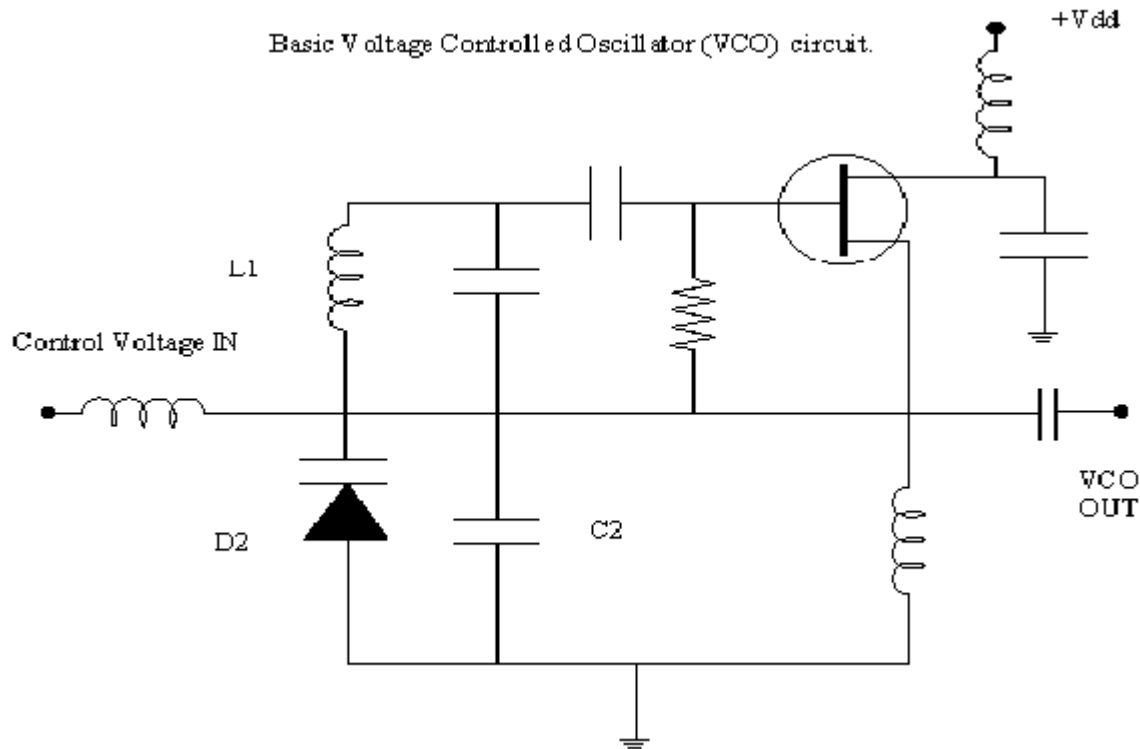 Basic Voltage Controlled Oscillator (VCO) circuit.
+Vdd
L1
Control Voltage IN
D2
C2
VCO
OUT